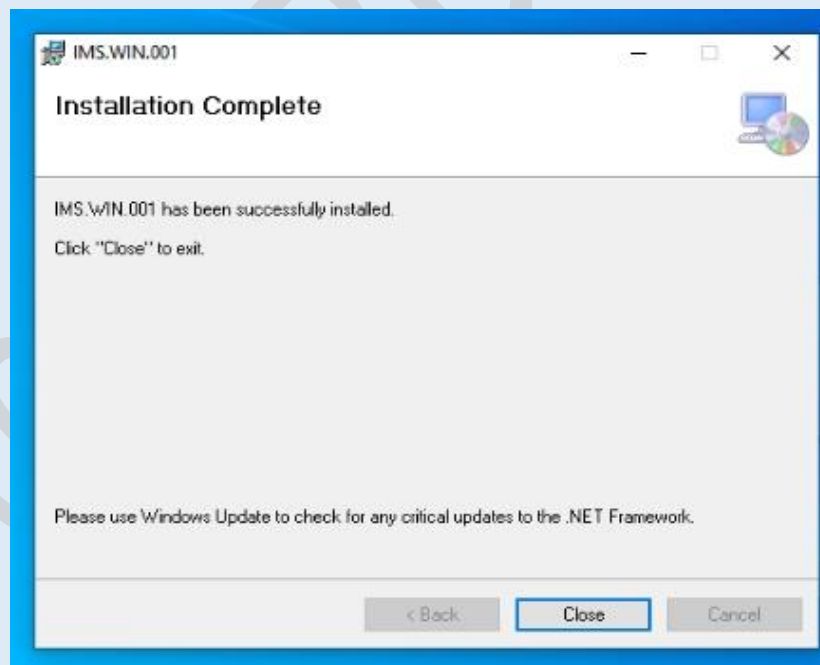 IMS.WIN.001
Installation Complete
IMS.WIN.001 has been successfully installed.
Click "Close" to exit.
Please use Windows Update to check for any critical updates to the .NET Framework.
< Back Close Cancel